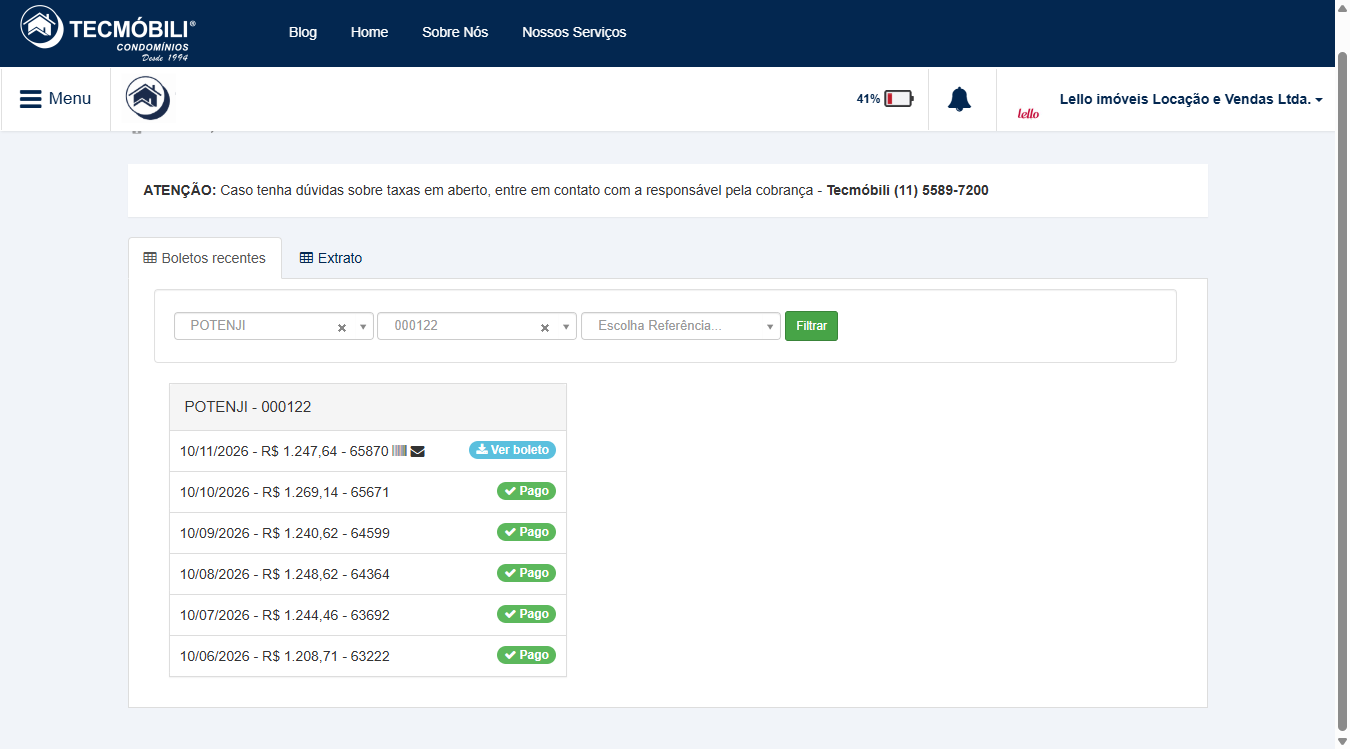 TECMÓBILI®
CONDOMÍNIOS
Desde 1994
Blog Home Sobre Nós Nossos Serviços
Menu
41%
lello
Lello imóveis Locação e Vendas Ltda.
ATENÇÃO: Caso tenha dúvidas sobre taxas em aberto, entre em contato com a responsável pela cobrança - Tecmóbili (11) 5589-7200
Boletos recentes Extrato
POTENJI × 000122 × Escolha Referência... Filtrar
POTENJI - 000122
10/11/2026 - R$ 1.247,64 - 65870 Ver boleto
10/10/2026 - R$ 1.269,14 - 65671 Pago
10/09/2026 - R$ 1.240,62 - 64599 Pago
10/08/2026 - R$ 1.248,62 - 64364 Pago
10/07/2026 - R$ 1.244,46 - 63692 Pago
10/06/2026 - R$ 1.208,71 - 63222 Pago